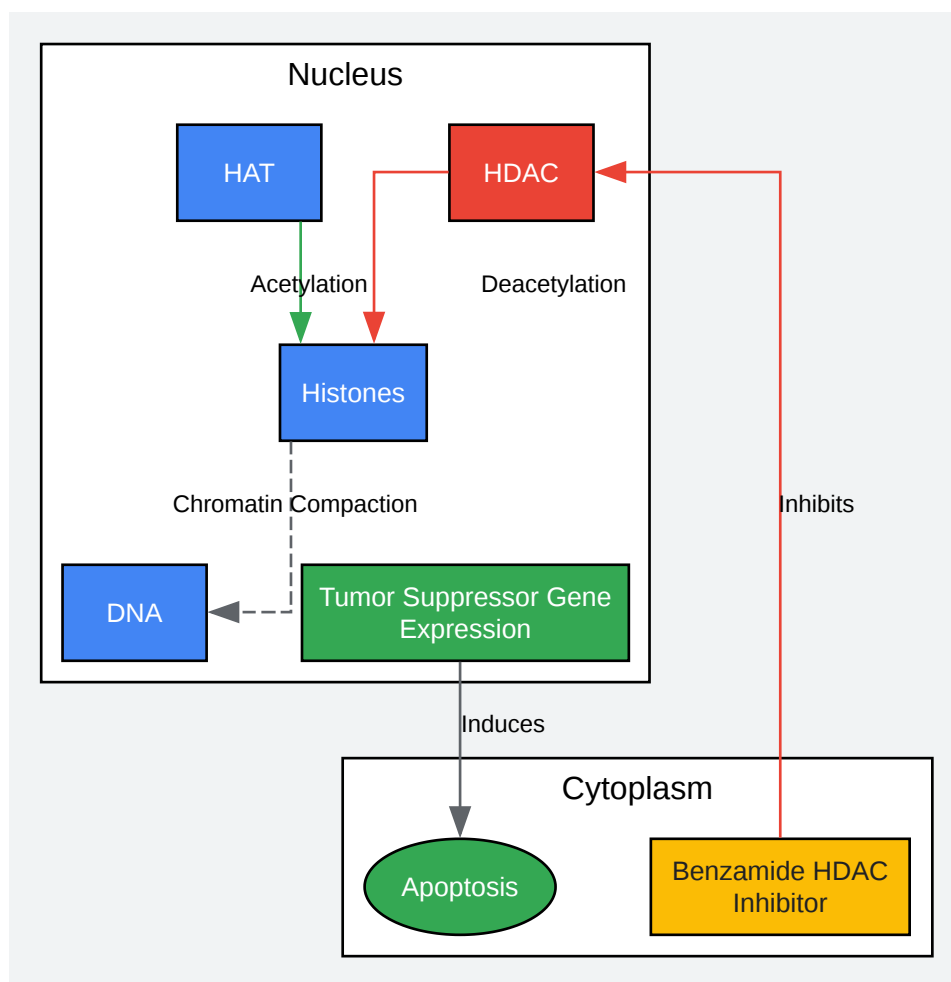 Nucleus
HAT
HDAC
Acetylation
Deacetylation
Histones
Chromatin Compaction
Inhibits
DNA
Tumor Suppressor Gene
Expression
Induces
Cytoplasm
Apoptosis
Benzamide HDAC
Inhibitor